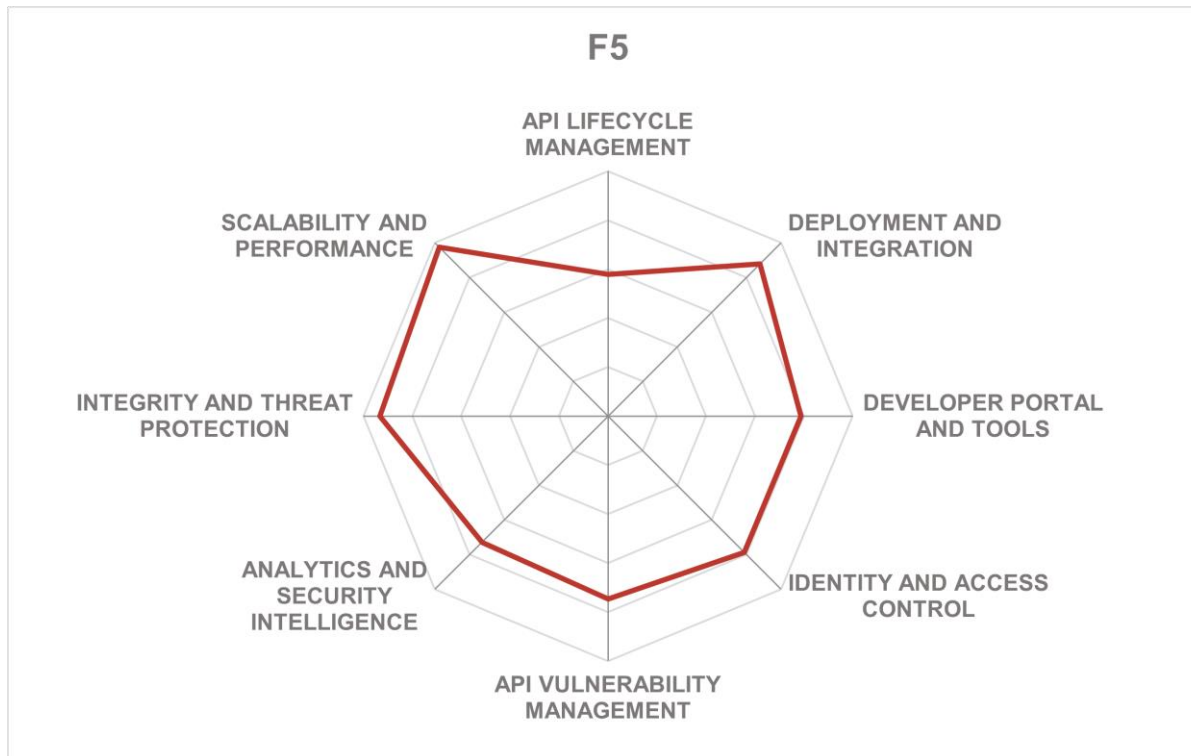 F5
API LIFECYCLE
MANAGEMENT
SCALABILITY AND
PERFORMANCE
DEPLOYMENT AND
INTEGRATION
INTEGRITY AND THREAT
PROTECTION
DEVELOPER PORTAL
AND TOOLS
ANALYTICS AND
SECURITY
INTELLIGENCE
IDENTITY AND ACCESS
CONTROL
API VULNERABILITY
MANAGEMENT